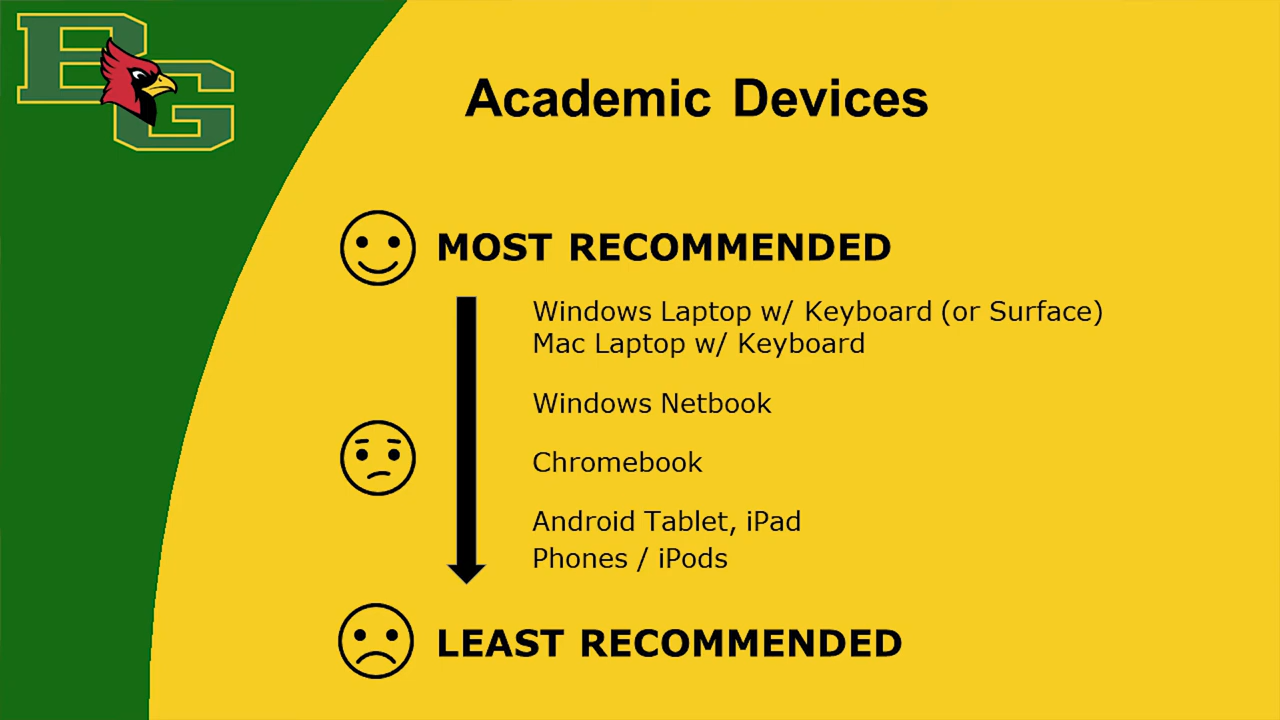 BG
Academic Devices
MOST RECOMMENDED
Windows Laptop w/ Keyboard (or Surface)
Mac Laptop w/ Keyboard
Windows Netbook
Chromebook
Android Tablet, iPad
Phones / iPods
LEAST RECOMMENDED